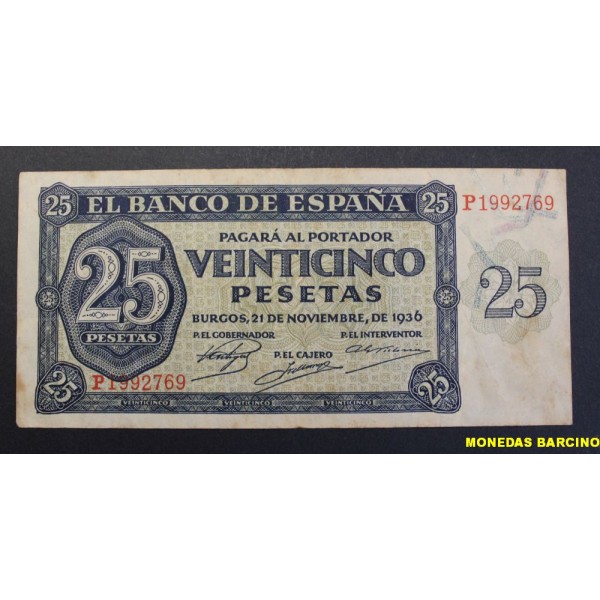 25 EL BANCO DE ESPAÑA 25 P1992769
PAGARÁ AL PORTADOR
25 VEINTICINCO 25
PESETAS PESETAS
BURGOS, 21 DE NOVIEMBRE, DE 1936
P. EL GOBERNADOR P. EL INTERVENTOR
P. EL CAJERO
P1992769
25 25
VEINTICINCO VEINTICINCO VEINTICINCO
MONEDAS BARCINO